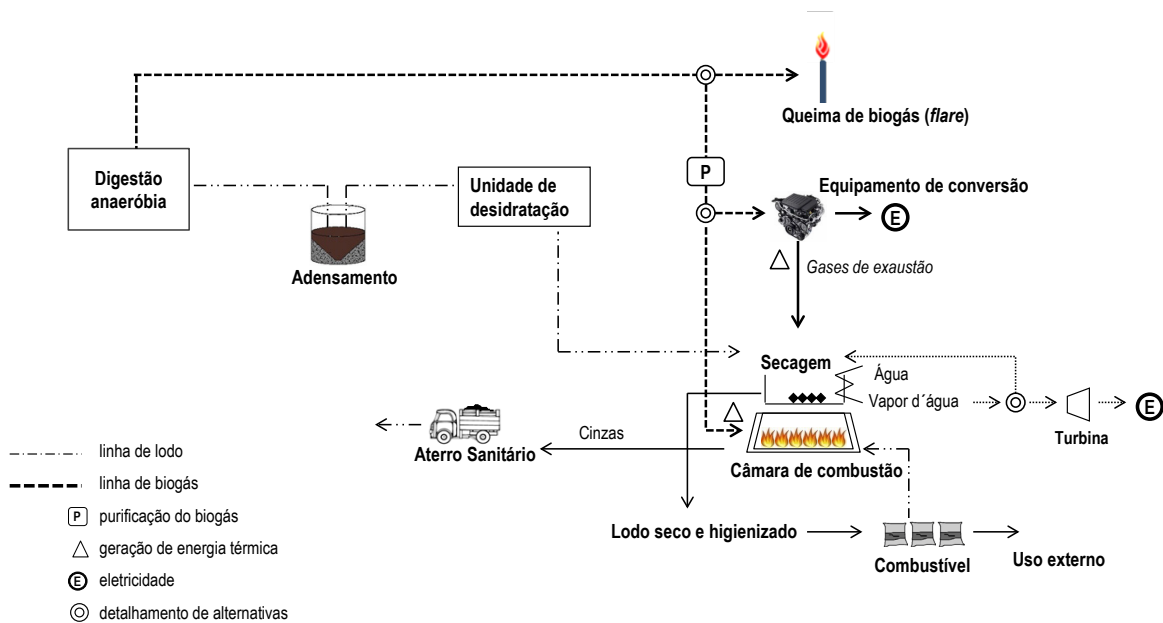 Queima de biogás (flare)
Digestão
anaeróbia
Unidade de
desidratação
P
Equipamento de conversão
E
Adensamento
Gases de exaustão
Secagem
Água
Vapor d´água
E
Turbina
Cinzas
Aterro Sanitário
Câmara de combustão
Lodo seco e higienizado
Combustível
Uso externo
linha de lodo
linha de biogás
P purificação do biogás
geração de energia térmica
E eletricidade
detalhamento de alternativas